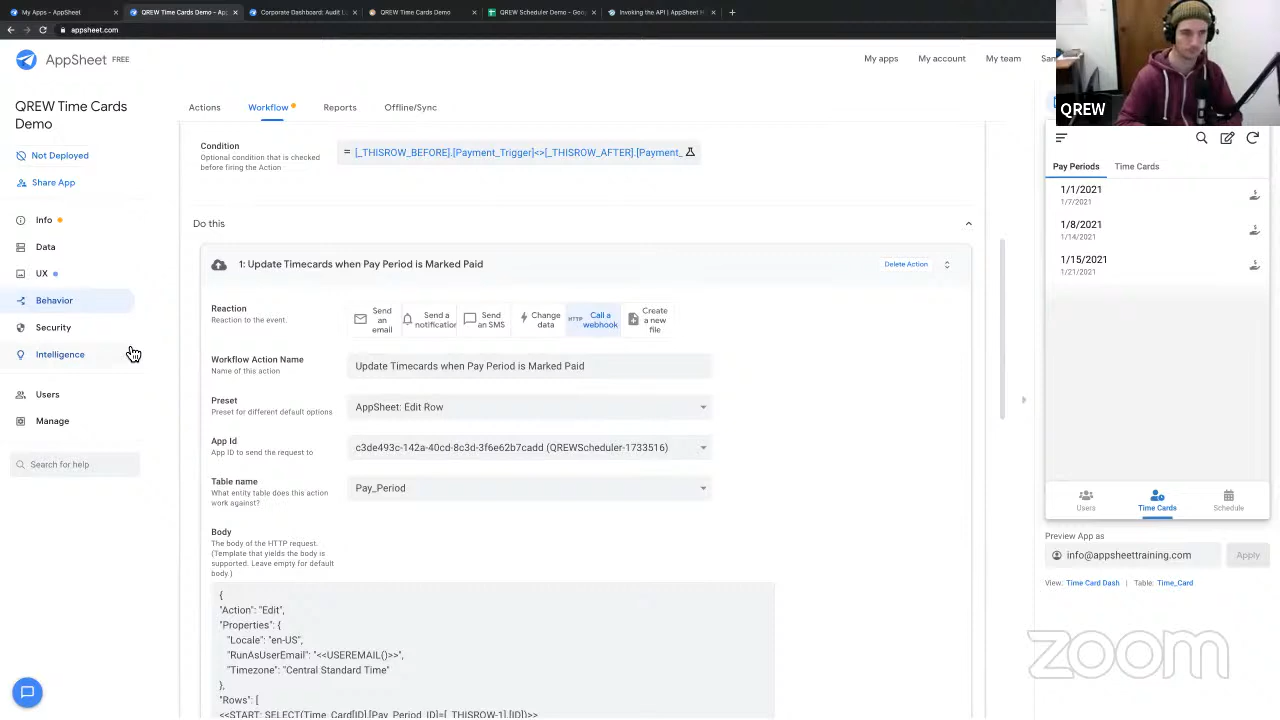 My Apps - AppSheet
QREW Time Cards Demo - Ap
Corporate Dashboard: Audit L
QREW Time Cards Demo
QREW Scheduler Demo - Goo
Invoking the API | AppSheet H
appsheet.com
AppSheet FREE
My apps
My account
My team
QREW
QREW Time Cards
Demo
Not Deployed
Share App
Info
Data
UX
Behavior
Security
Intelligence
Users
Manage
Search for help
Actions
Workflow
Reports
Offline/Sync
Condition
Optional condition that is checked
before firing the Action
= [_THISROW_BEFORE].[Payment_Trigger]<>[_THISROW_AFTER].[Payment_
Do this
1: Update Timecards when Pay Period is Marked Paid
Delete Action
Reaction
Reaction to the event.
Send
an
email
Send a
notification
Send
an SMS
Change
data
HTTP
Call a
webhook
Create
a new
file
Workflow Action Name
Name of this action
Update Timecards when Pay Period is Marked Paid
Preset
Preset for different default options
AppSheet: Edit Row
App Id
App ID to send the request to
c3de493c-142a-40cd-8c3d-3f6e62b7cadd (QREWScheduler-1733516)
Table name
What entity table does this action
work against?
Pay_Period
Body
The body of the HTTP request.
(Template that yields the body is
supported. Leave empty for default
body.)
{
"Action": "Edit",
"Properties": {
"Locale": "en-US",
"RunAsUserEmail": "<<USEREMAIL()>>",
"Timezone": "Central Standard Time"
},
"Rows": [
<<START: SELECT(Time_Card[ID],[Pay_Period_ID]=[_THISROW-1].[ID])>>
Pay Periods
Time Cards
1/1/2021
1/7/2021
1/8/2021
1/14/2021
1/15/2021
1/21/2021
Users
Time Cards
Schedule
Preview App as
info@appsheettraining.com
Apply
View: Time Card Dash | Table: Time_Card
zoom